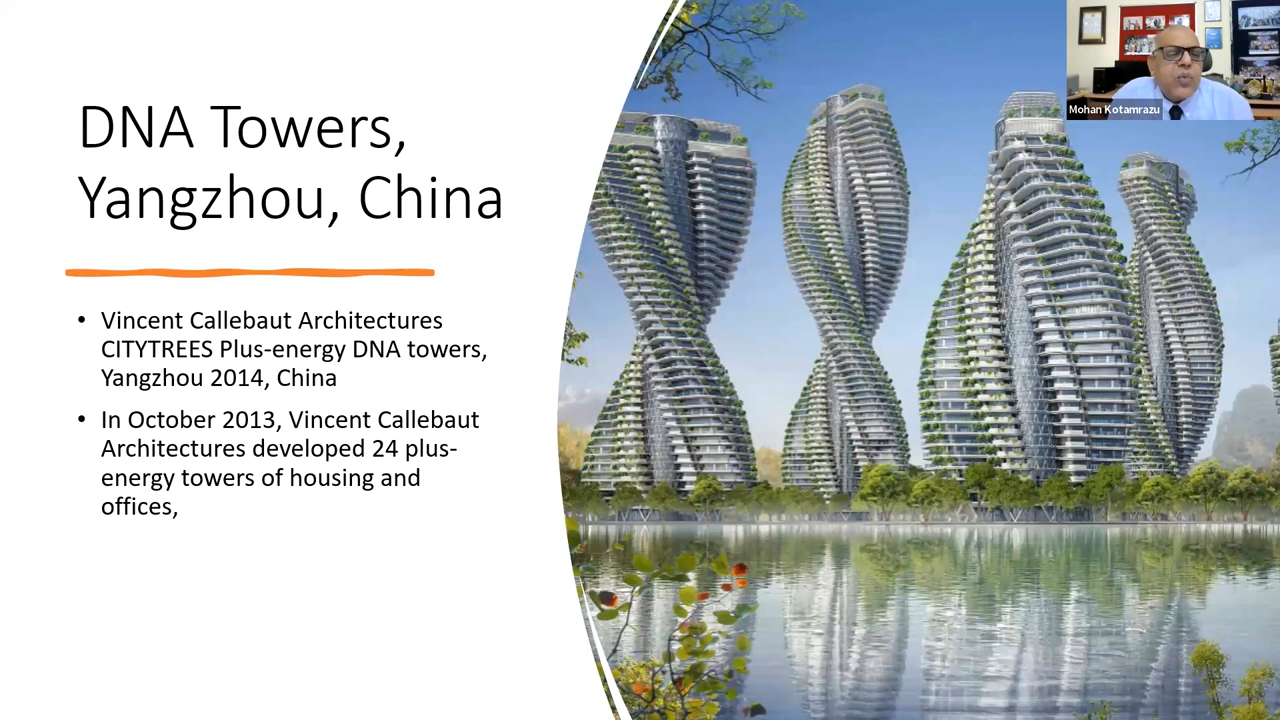 DNA Towers,
Yangzhou, China
• Vincent Callebaut Architectures
CITYTREES Plus-energy DNA towers,
Yangzhou 2014, China
• In October 2013, Vincent Callebaut
Architectures developed 24 plus-
energy towers of housing and
offices,
Mohan Kotamrazu